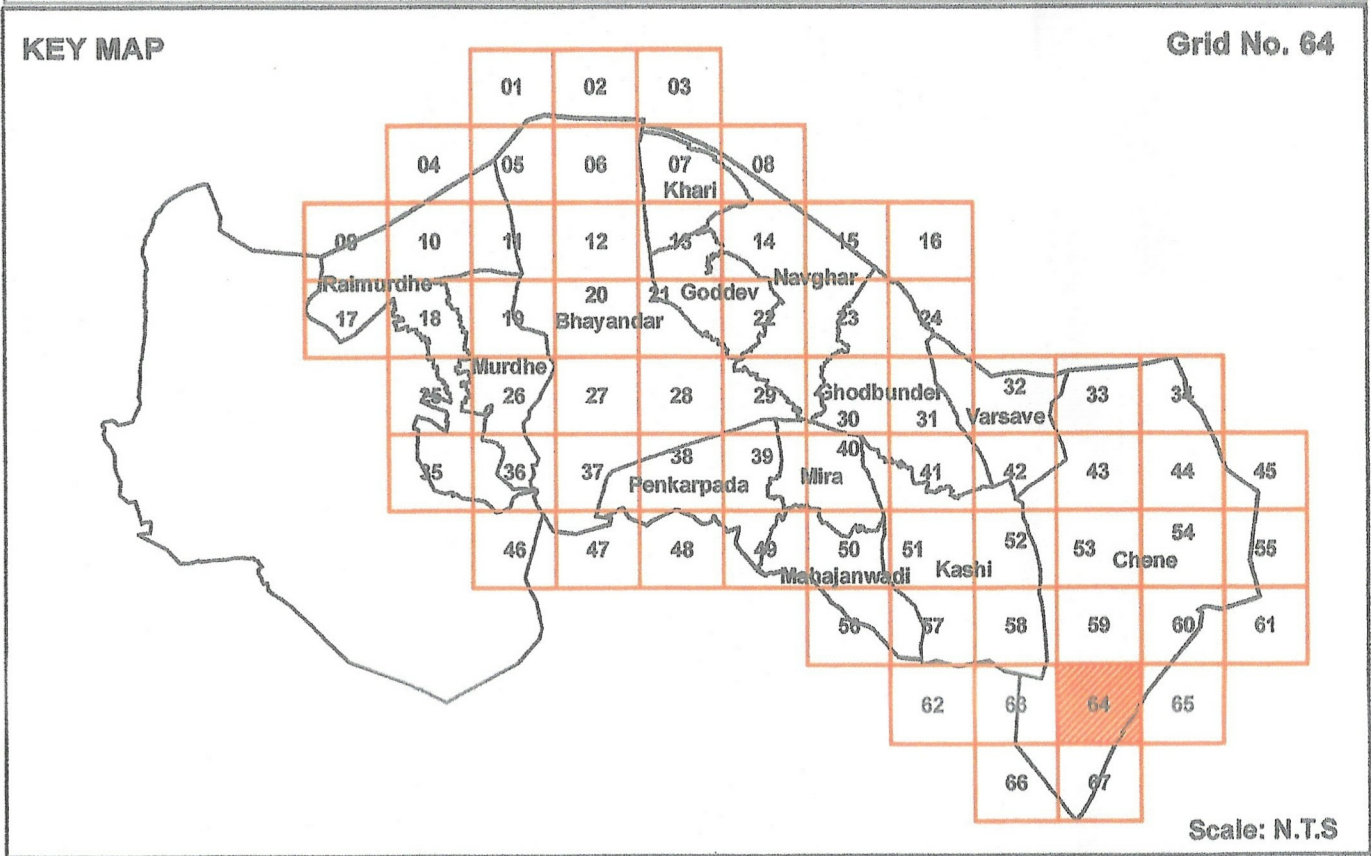 KEY MAP
Grid No. 64
01 02 03
04 05 06 07 08
Khari
09 10 11 12 13 14 15 16
Raimurdhe Goddev Navghar
17 18 19 20 21 22 23 24
Bhayandar
Murdhe
25 26 27 28 29 30 31 32 33 34
Ghodbunder Varsave
35 36 37 38 39 40 41 42 43 44 45
Penkarpada Mira
46 47 48 49 50 51 52 53 54 55
Mahajanwadi Kashi Chene
56 57 58 59 60 61
62 63 64 65
66 67
Scale: N.T.S